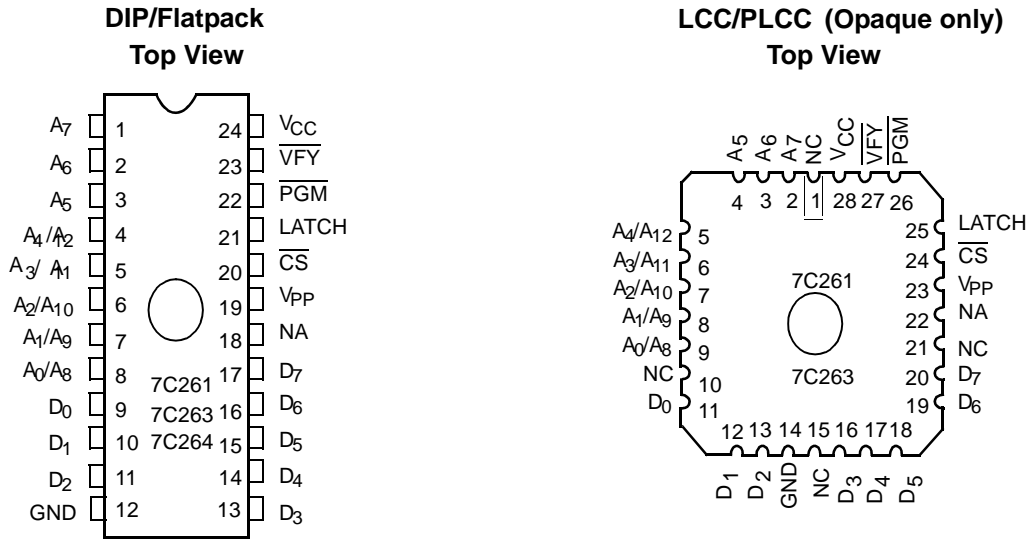 DIP/Flatpack
Top View
A7 1 24 VCC
A6 2 23 VFY
A5 3 22 PGM
A4/A12 4 21 LATCH
A3/A1 5 20 CS
A2/A10 6 19 VPP
A1/A9 7 18 NA
A0/A8 8 17 D7
7C261
D0 9 16 D6
7C263
D1 10 15 D5
7C264
D2 11 14 D4
GND 12 13 D3
LCC/PLCC (Opaque only)
Top View
A5 A6 A7 NC VCC VFY PGM
4 3 2 1 28 27 26
A4/A12 5 25 LATCH
A3/A11 6 24 CS
A2/A10 7 23 VPP
A1/A9 8 22 NA
A0/A8 9 21 NC
NC 10 20 D7
D0 11 19 D6
7C261
7C263
12 13 14 15 16 17 18
D1 D2 GND NC D3 D4 D5